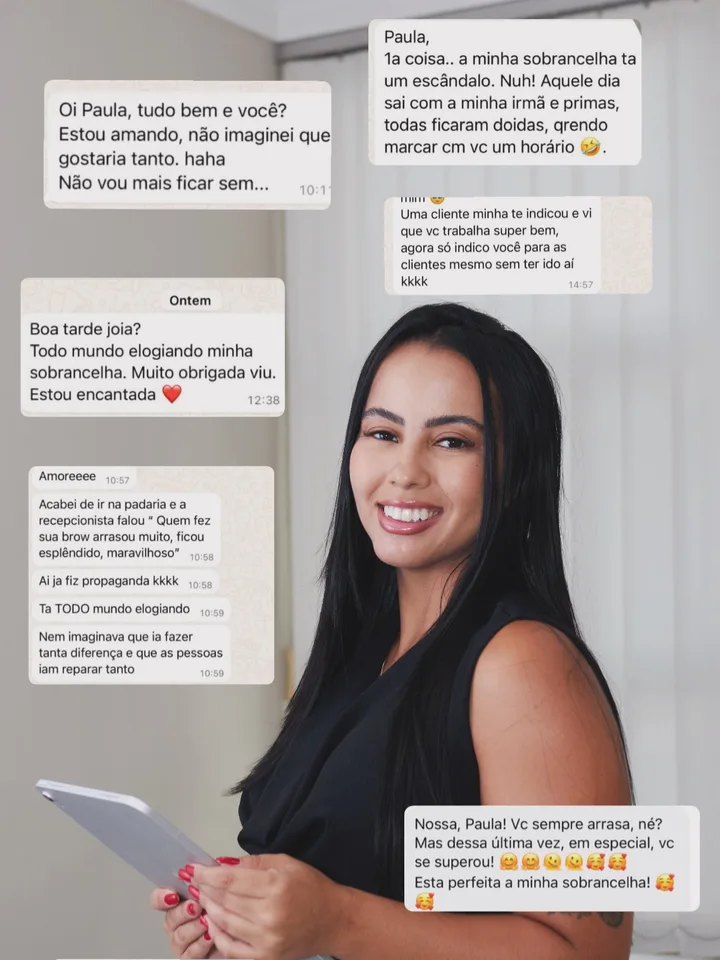 Paula,
1a coisa.. a minha sobrancelha ta
um escândalo. Nuh! Aquele dia
sai com a minha irmã e primas,
todas ficaram doidas, qrendo
marcar cm vc um horário 🤣.
Oi Paula, tudo bem e você?
Estou amando, não imaginei que
gostaria tanto. haha
Não vou mais ficar sem...
mim 🥹
Uma cliente minha te indicou e vi
que vc trabalha super bem,
agora só indico você para as
clientes mesmo sem ter ido aí
kkkk 14:57
Ontem
Boa tarde joia?
Todo mundo elogiando minha
sobrancelha. Muito obrigada viu.
Estou encantada ❤️ 12:38
Amoreeee 10:57
Acabei de ir na padaria e a
recepcionista falou “ Quem fez
sua brow arrasou muito, ficou
esplêndido, maravilhoso” 10:58
Ai ja fiz propaganda kkkk 10:58
Ta TODO mundo elogiando 10:59
Nem imaginava que ia fazer
tanta diferença e que as pessoas
iam reparar tanto 10:59
Nossa, Paula! Vc sempre arrasa, né?
Mas dessa última vez, em especial, vc
se superou! 🤗🤗🫠🫠🥰🥰
Esta perfeita a minha sobrancelha! 🥰
🥰